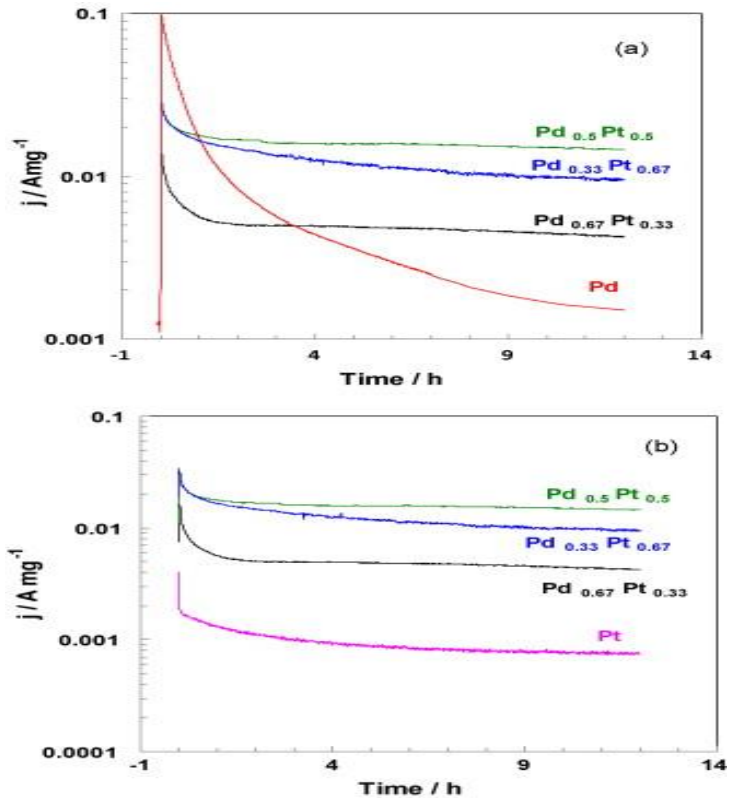 0.1
(a)
Pd 0.5 Pt 0.5
Pd 0.33 Pt 0.67
0.01
j / Amg-1
Pd 0.67 Pt 0.33
Pd
0.001
-1 4 9 14
Time / h
0.1
(b)
Pd 0.5 Pt 0.5
0.01
Pd 0.33 Pt 0.67
j / A mg-1
Pd 0.67 Pt 0.33
Pt
0.001
0.0001
-1 4 9 14
Time / h